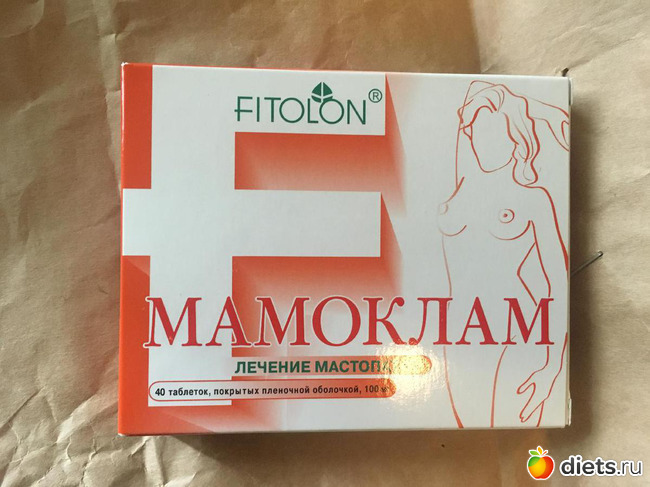 FITOLON®
МАМОКЛАМ
ЛЕЧЕНИЕ
40 таблеток, покрытых пленочной оболочкой, 100
diets.ru